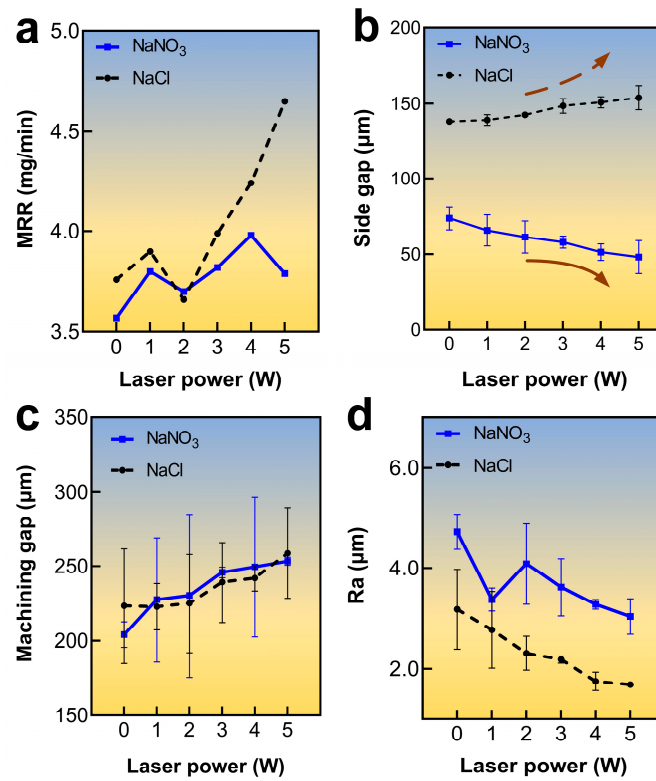 a
5.0
4.5
4.0
3.5
MRR (mg/min)
NaNO₃
NaCl
0 1 2 3 4 5
Laser power (W)
b
200
150
100
50
0
Side gap (μm)
NaNO₃
NaCl
0 1 2 3 4 5
Laser power (W)
c
350
300
250
200
150
Machining gap (μm)
NaNO₃
NaCl
0 1 2 3 4 5
Laser power (W)
d
6.0
4.0
2.0
Ra (μm)
NaNO₃
NaCl
0 1 2 3 4 5
Laser power (W)